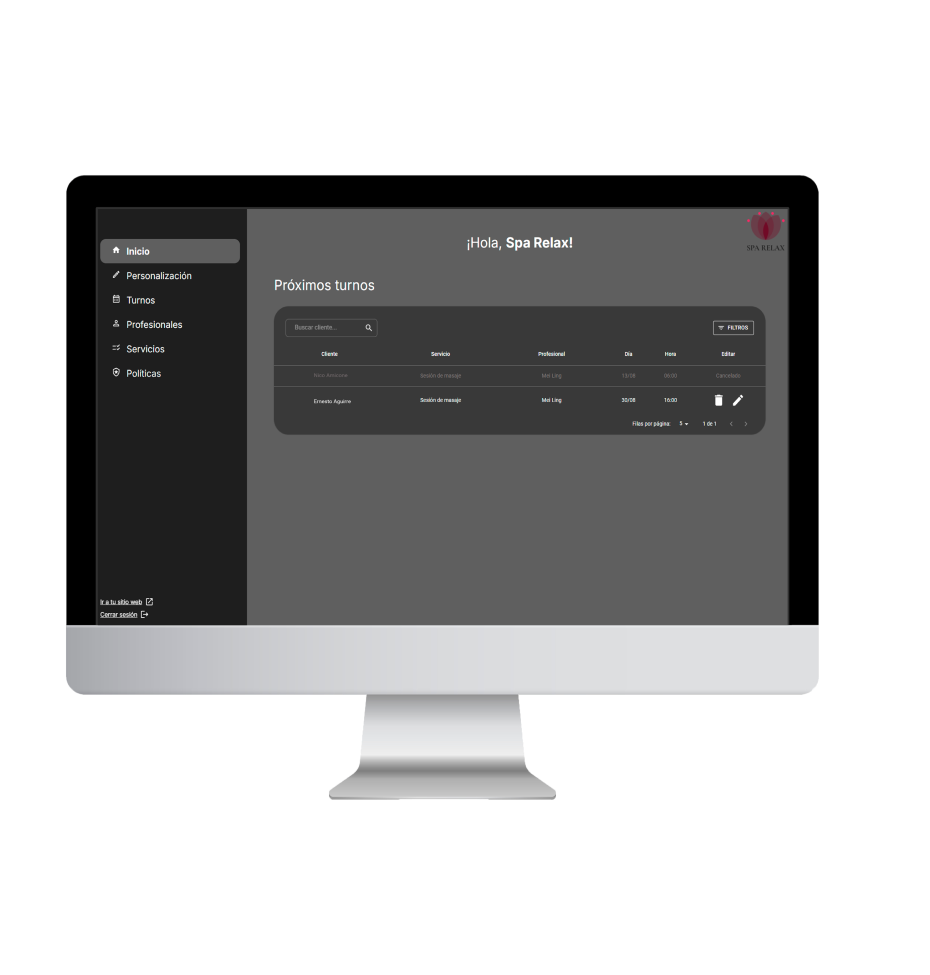 ¡Hola, Spa Relax!
SPA RELAX
Inicio
Personalización
Turnos
Profesionales
Servicios
Políticas
Ir a tu sitio web
Cerrar sesión
Próximos turnos
Buscar cliente...
FILTROS
Cliente Servicio Profesional Día Hora Editar
Sesión de masaje Mei Ling 13/08 08:00 Cancelado
Ernesto Aguirre Sesión de masaje Mei Ling 30/08 16:00
Filas por página: 5 1 de 1